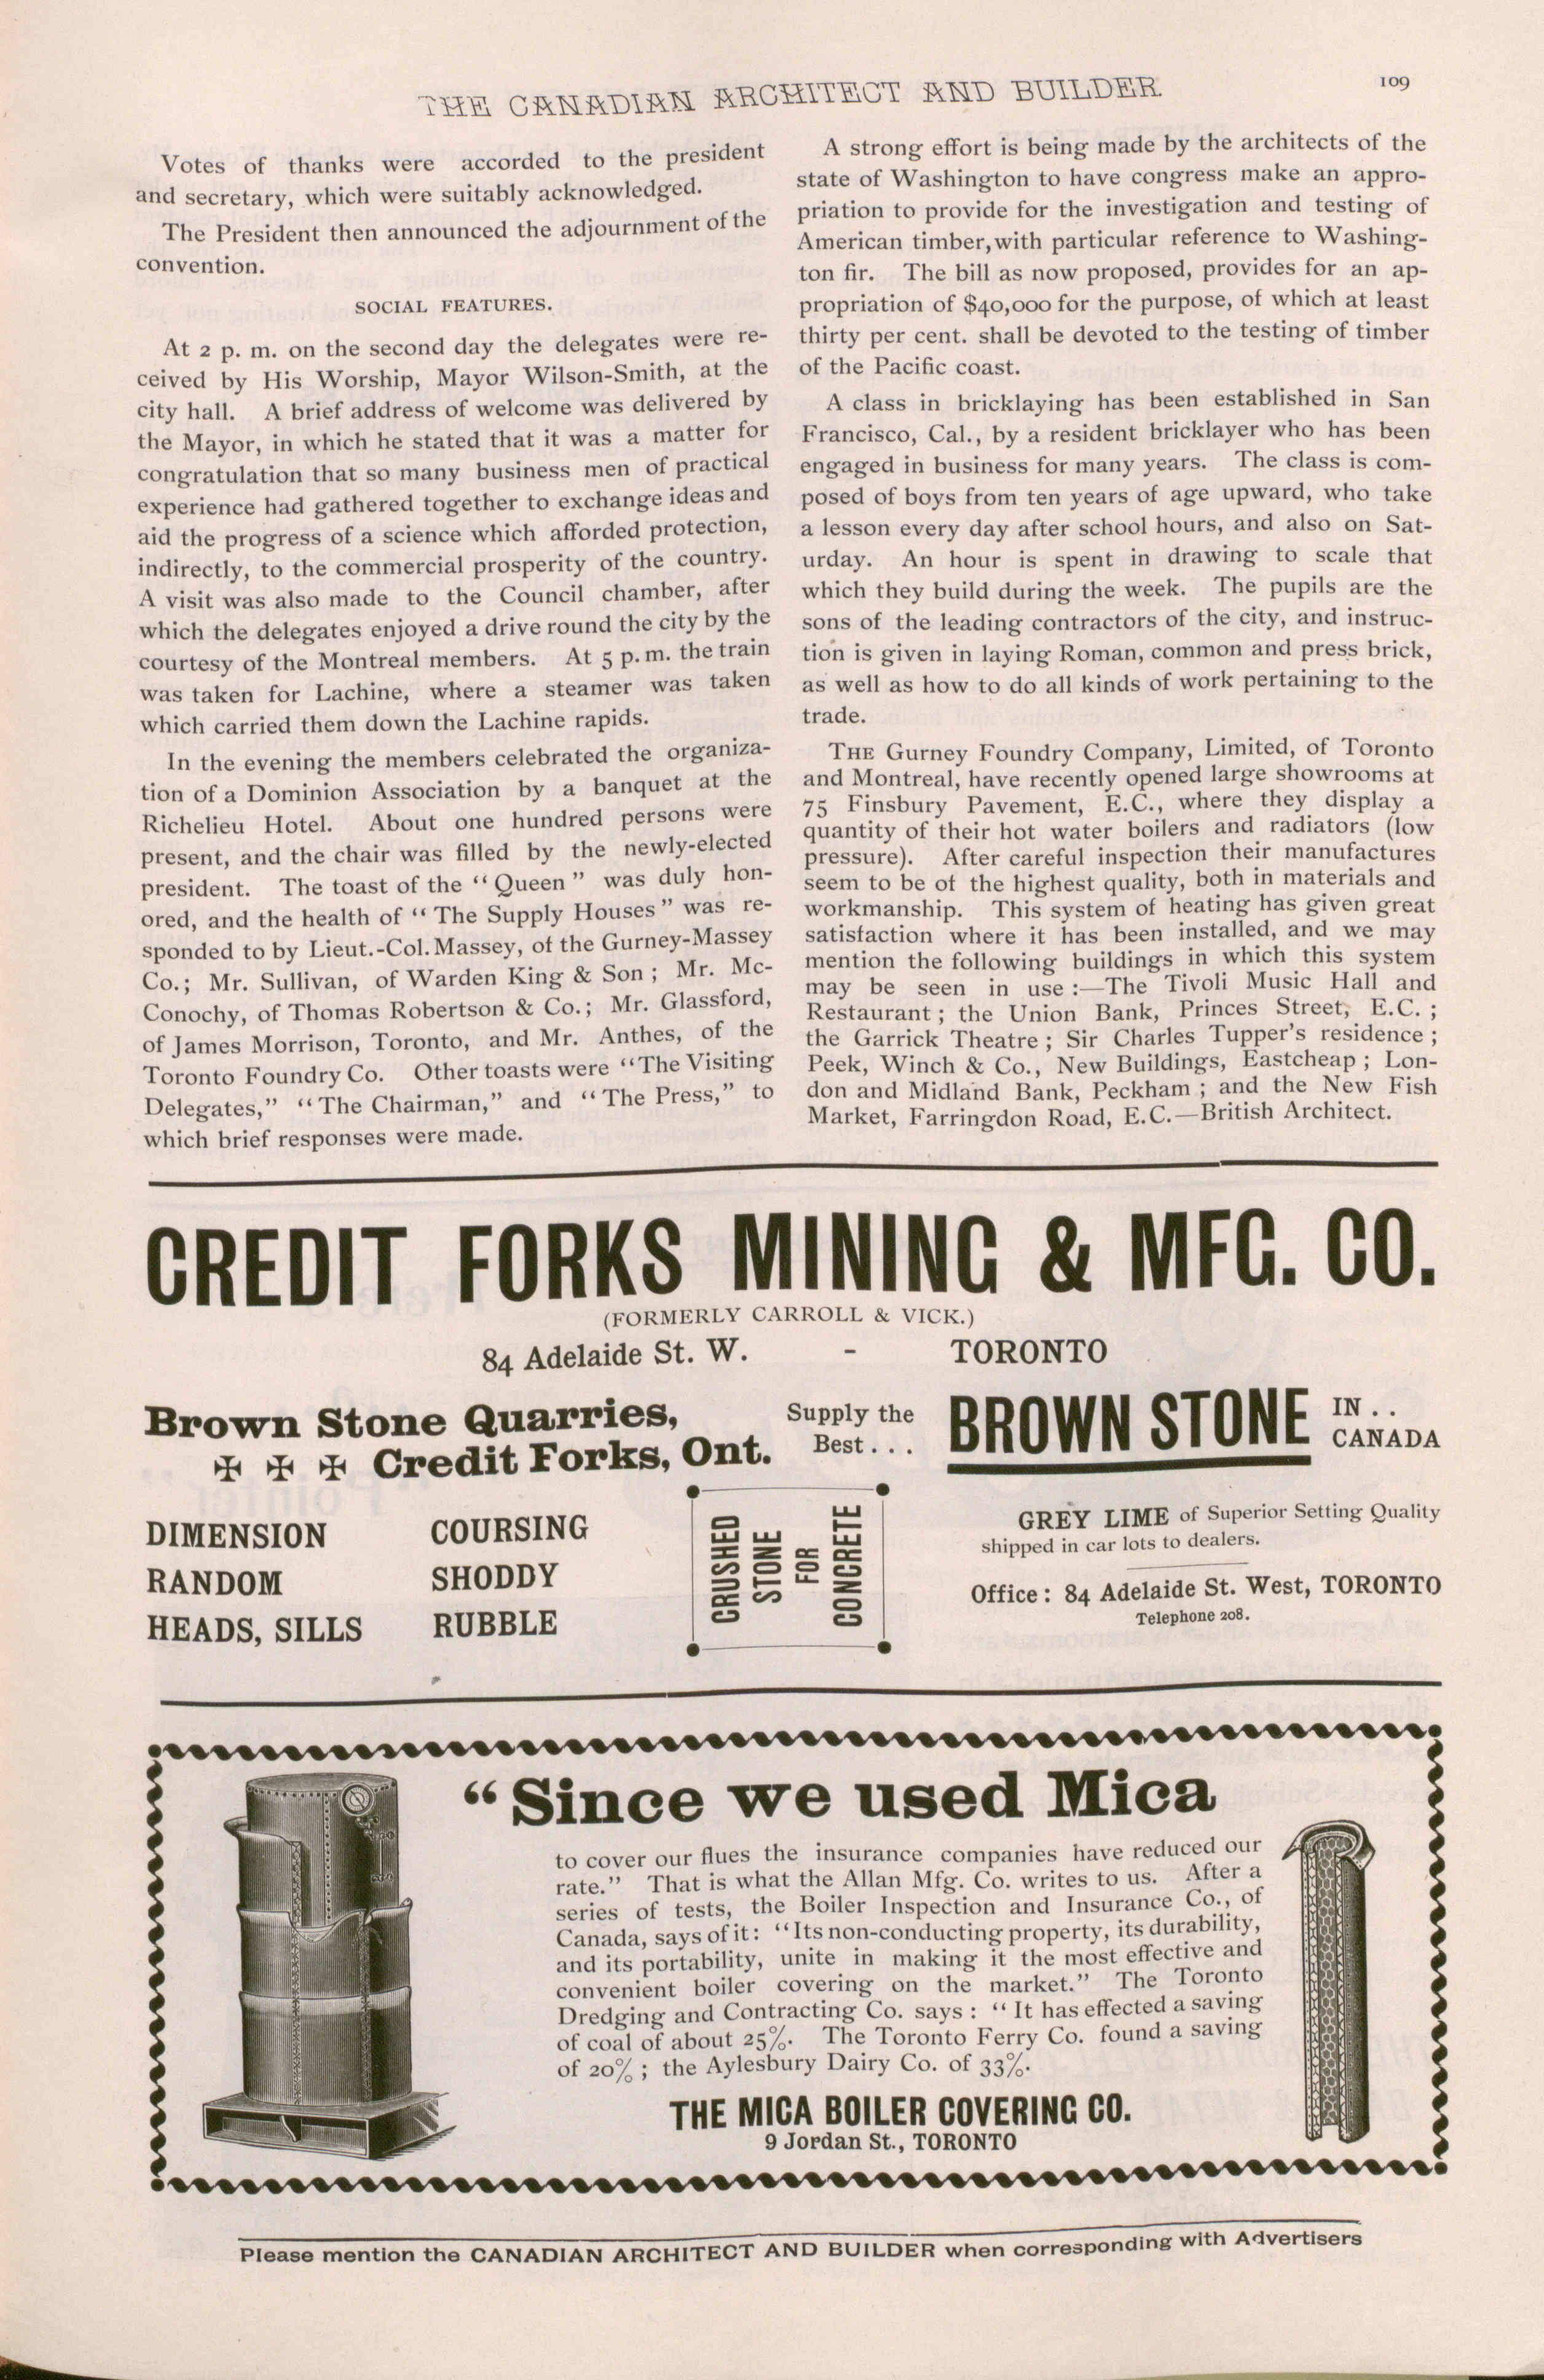 THE CANADIAN ARCHITECT AND BUILDER
109
Votes of thanks were accorded to the president
and secretary, which were suitably acknowledged.
The President then announced the adjournment of the
convention.
SOCIAL FEATURES.
At 2 p. m. on the second day the delegates were re-
ceived by His Worship, Mayor Wilson-Smith, at the
city hall. A brief address of welcome was delivered by
the Mayor, in which he stated that it was a matter for
congratulation that so many business men of practical
experience had gathered together to exchange ideas and
aid the progress of a science which afforded protection,
indirectly, to the commercial prosperity of the country.
A visit was also made to the Council chamber, after
which the delegates enjoyed a drive round the city by the
courtesy of the Montreal members. At 5 p. m. the train
was taken for Lachine, where a steamer was taken
which carried them down the Lachine rapids.
In the evening the members celebrated the organiza-
tion of a Dominion Association by a banquet at the
Richelieu Hotel. About one hundred persons were
present, and the chair was filled by the newly-elected
president. The toast of the "Queen" was duly hon-
ored, and the health of "The Supply Houses" was re-
sponded to by Lieut.-Col. Massey, of the Gurney-Massey
Co.; Mr. Sullivan, of Warden King & Son; Mr. Mc-
Conochy, of Thomas Robertson & Co.; Mr. Glassford,
of James Morrison, Toronto, and Mr. Anthes, of the
Toronto Foundry Co. Other toasts were "The Visiting
Delegates," "The Chairman," and "The Press," to
which brief responses were made.
A strong effort is being made by the architects of the
state of Washington to have congress make an appro-
priation to provide for the investigation and testing of
American timber, with particular reference to Washing-
ton fir. The bill as now proposed, provides for an ap-
propriation of $40,000 for the purpose, of which at least
thirty per cent. shall be devoted to the testing of timber
of the Pacific coast.
A class in bricklaying has been established in San
Francisco, Cal., by a resident bricklayer who has been
engaged in business for many years. The class is com-
posed of boys from ten years of age upward, who take
a lesson every day after school hours, and also on Sat-
urday. An hour is spent in drawing to scale that
which they build during the week. The pupils are the
sons of the leading contractors of the city, and instruc-
tion is given in laying Roman, common and press brick,
as well as how to do all kinds of work pertaining to the
trade.
THE Gurney Foundry Company, Limited, of Toronto
and Montreal, have recently opened large showrooms at
75 Finsbury Pavement, E.C., where they display a
quantity of their hot water boilers and radiators (low
pressure). After careful inspection their manufactures
seem to be of the highest quality, both in materials and
workmanship. This system of heating has given great
satisfaction where it has been installed, and we may
mention the following buildings in which this system
may be seen in use :—The Tivoli Music Hall and
Restaurant; the Union Bank, Princes Street, E.C.;
the Garrick Theatre; Sir Charles Tupper's residence;
Peek, Winch & Co., New Buildings, Eastcheap; Lon-
don and Midland Bank, Peckham; and the New Fish
Market, Farringdon Road, E.C.—British Architect.
CREDIT FORKS MINING & MFG. CO.
(FORMERLY CARROLL & VICK.)
84 Adelaide St. W. - TORONTO
Brown Stone Quarries,
✠ ✠ ✠ Credit Forks, Ont.
Supply the
Best...
BROWN STONE
IN..
CANADA
DIMENSION
RANDOM
HEADS, SILLS
COURSING
SHODDY
RUBBLE
CRUSHED
STONE
FOR
CONCRETE
GREY LIME of Superior Setting Quality
shipped in car lots to dealers.
Office: 84 Adelaide St. West, TORONTO
Telephone 208.
"Since we used Mica
to cover our flues the insurance companies have reduced our
rate." That is what the Allan Mfg. Co. writes to us. After a
series of tests, the Boiler Inspection and Insurance Co., of
Canada, says of it: "Its non-conducting property, its durability,
and its portability, unite in making it the most effective and
convenient boiler covering on the market." The Toronto
Dredging and Contracting Co. says: "It has effected a saving
of coal of about 25%. The Toronto Ferry Co. found a saving
of 20%; the Aylesbury Dairy Co. of 33%.
THE MICA BOILER COVERING CO.
9 Jordan St., TORONTO
Please mention the CANADIAN ARCHITECT AND BUILDER when corresponding with Advertisers